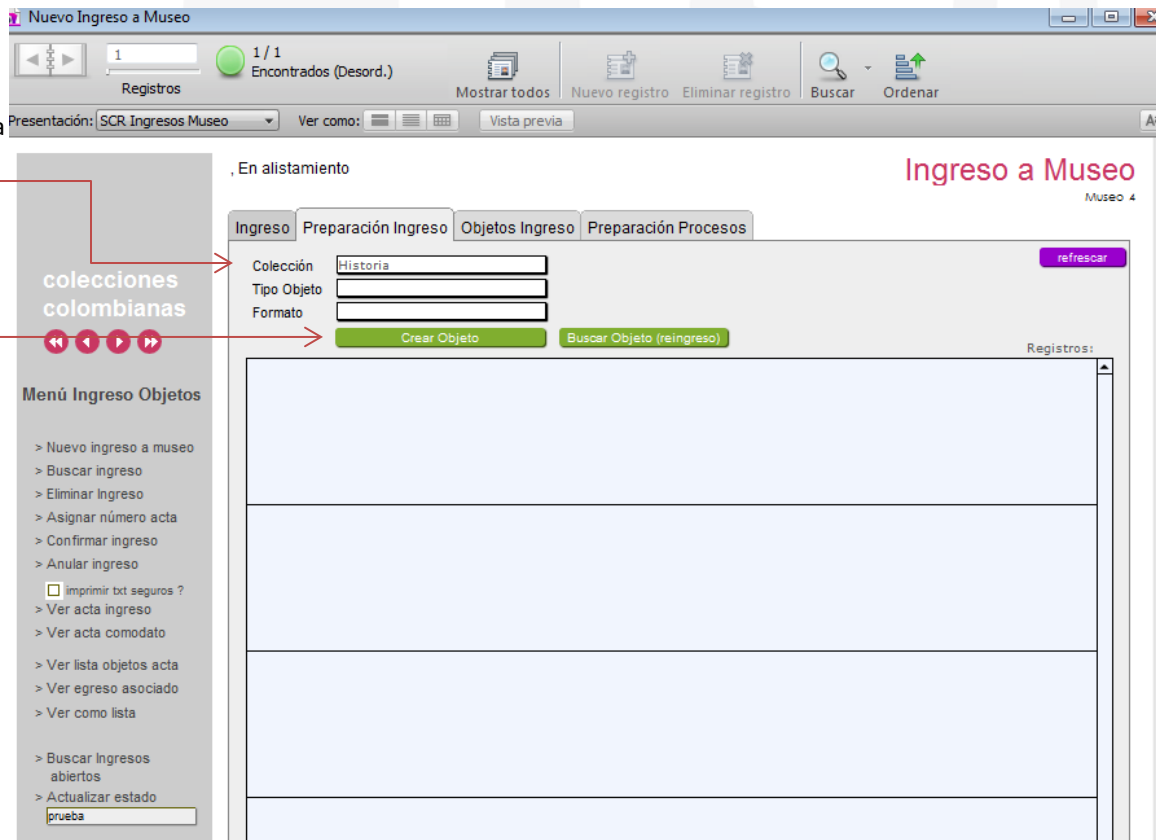 Nuevo Ingreso a Museo
1
Registros
1 / 1
Encontrados (Desord.)
Mostrar todos
Nuevo registro
Eliminar registro
Buscar
Ordenar
a
Presentación: SCR Ingresos Museo
Ver como:
Vista previa
, En alistamiento
Ingreso a Museo
Museo 4
Ingreso
Preparación Ingreso
Objetos Ingreso
Preparación Procesos
Colección Historia
refrescar
Tipo Objeto
Formato
Crear Objeto
Buscar Objeto (reingreso)
Registros:
colecciones
colombianas
Menú Ingreso Objetos
> Nuevo ingreso a museo
> Buscar ingreso
> Eliminar Ingreso
> Asignar número acta
> Confirmar ingreso
> Anular ingreso
imprimir txt seguros ?
> Ver acta ingreso
> Ver acta comodato
> Ver lista objetos acta
> Ver egreso asociado
> Ver como lista
> Buscar Ingresos
abiertos
> Actualizar estado
prueba